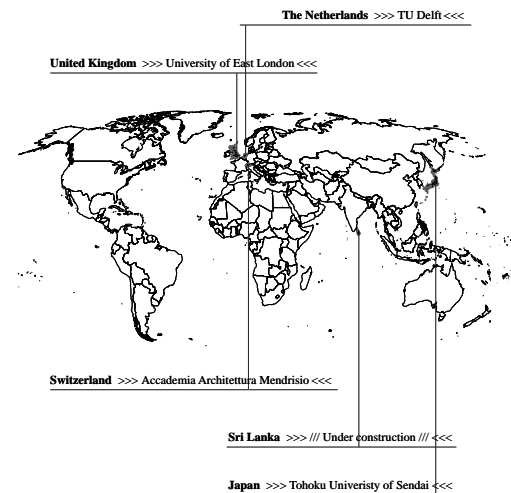 The Netherlands >>> TU Delft <<<
United Kingdom >>> University of East London <<<
Switzerland >>> Accademia Architettura Mendrisio <<<
Sri Lanka >>> /// Under construction /// <<<
Japan >>> Tohoku Univeristy of Sendai <<<